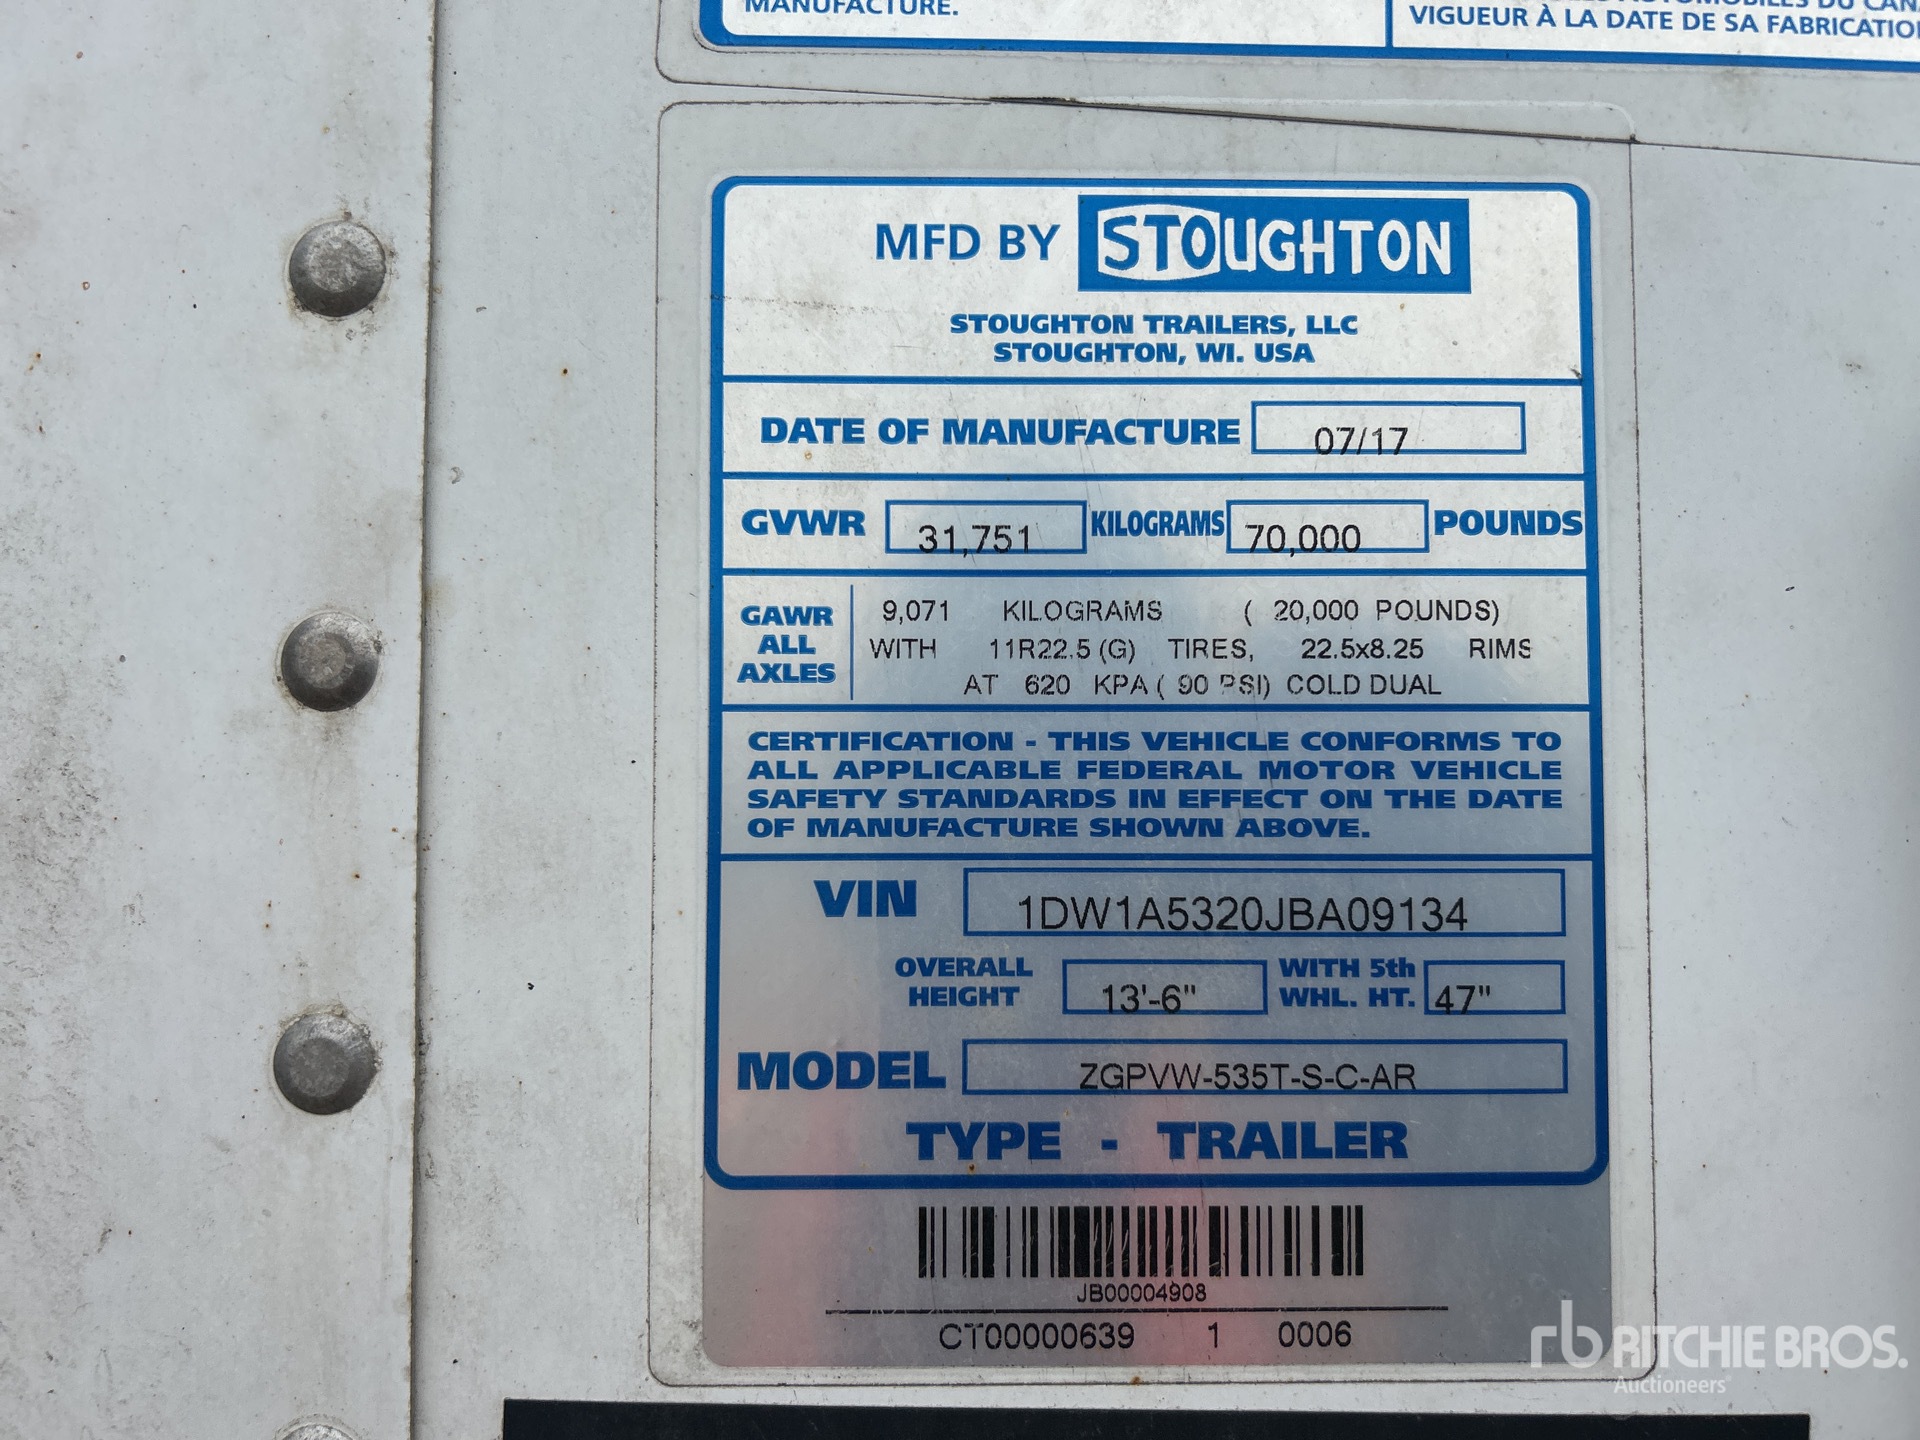 MANUFACTURE.
VIGUEUR À LA DATE DE SA FABRICATION
MFD BY STOUGHTON
STOUGHTON TRAILERS, LLC
STOUGHTON, WI. USA
DATE OF MANUFACTURE 07/17
GVWR 31,751 KILOGRAMS 70,000 POUNDS
GAWR ALL AXLES
9,071 KILOGRAMS ( 20,000 POUNDS)
WITH 11R22.5 (G) TIRES, 22.5x8.25 RIMS
AT 620 KPA ( 90 PSI) COLD DUAL
CERTIFICATION - THIS VEHICLE CONFORMS TO
ALL APPLICABLE FEDERAL MOTOR VEHICLE
SAFETY STANDARDS IN EFFECT ON THE DATE
OF MANUFACTURE SHOWN ABOVE.
VIN 1DW1A5320JBA09134
OVERALL HEIGHT 13'-6" WITH 5th WHL. HT. 47"
MODEL ZGPVW-535T-S-C-AR
TYPE - TRAILER
JB00004908
CT00000639 1 0006
rb RITCHIE BROS.
Auctioneers